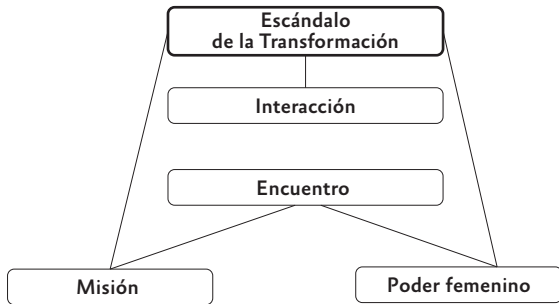 Escándalo
de la Transformación
Interacción
Encuentro
Misión
Poder femenino